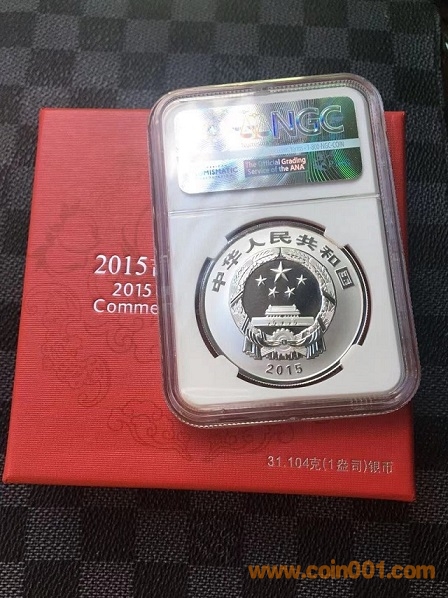 NGC
The Official Grading
Service of the ANA
中华人民共和国
2015
2015
2015
Comme
31.104克(1盎司)银币
www.coin001.com